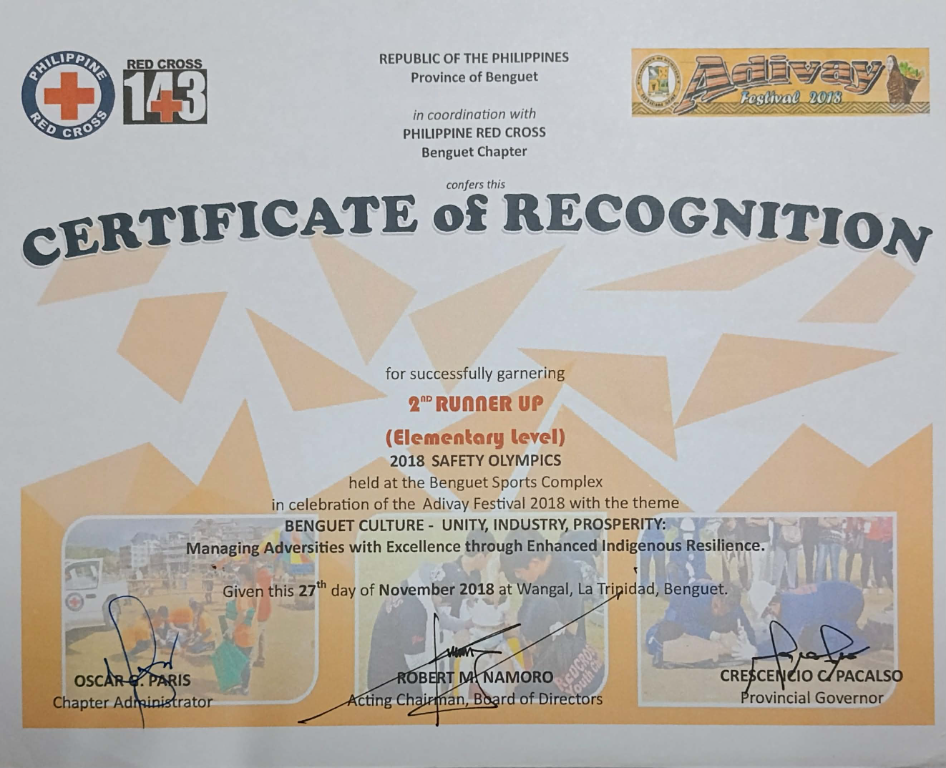 PHILIPPINE
RED CROSS
RED CROSS
143
REPUBLIC OF THE PHILIPPINES
Province of Benguet
in coordination with
PHILIPPINE RED CROSS
Benguet Chapter
Adivay
Festival 2018
confers this
CERTIFICATE of RECOGNITION
for successfully garnering
2ND RUNNER UP
(Elementary Level)
2018 SAFETY OLYMPICS
held at the Benguet Sports Complex
in celebration of the Adivay Festival 2018 with the theme
BENGUET CULTURE - UNITY, INDUSTRY, PROSPERITY:
Managing Adversities with Excellence through Enhanced Indigenous Resilience.
Given this 27th day of November 2018 at Wangal, La Trinidad, Benguet.
OSCAR G. PARIS
Chapter Administrator
ROBERT M. NAMORO
Acting Chairman, Board of Directors
CRESCENCIO C. PACALSO
Provincial Governor